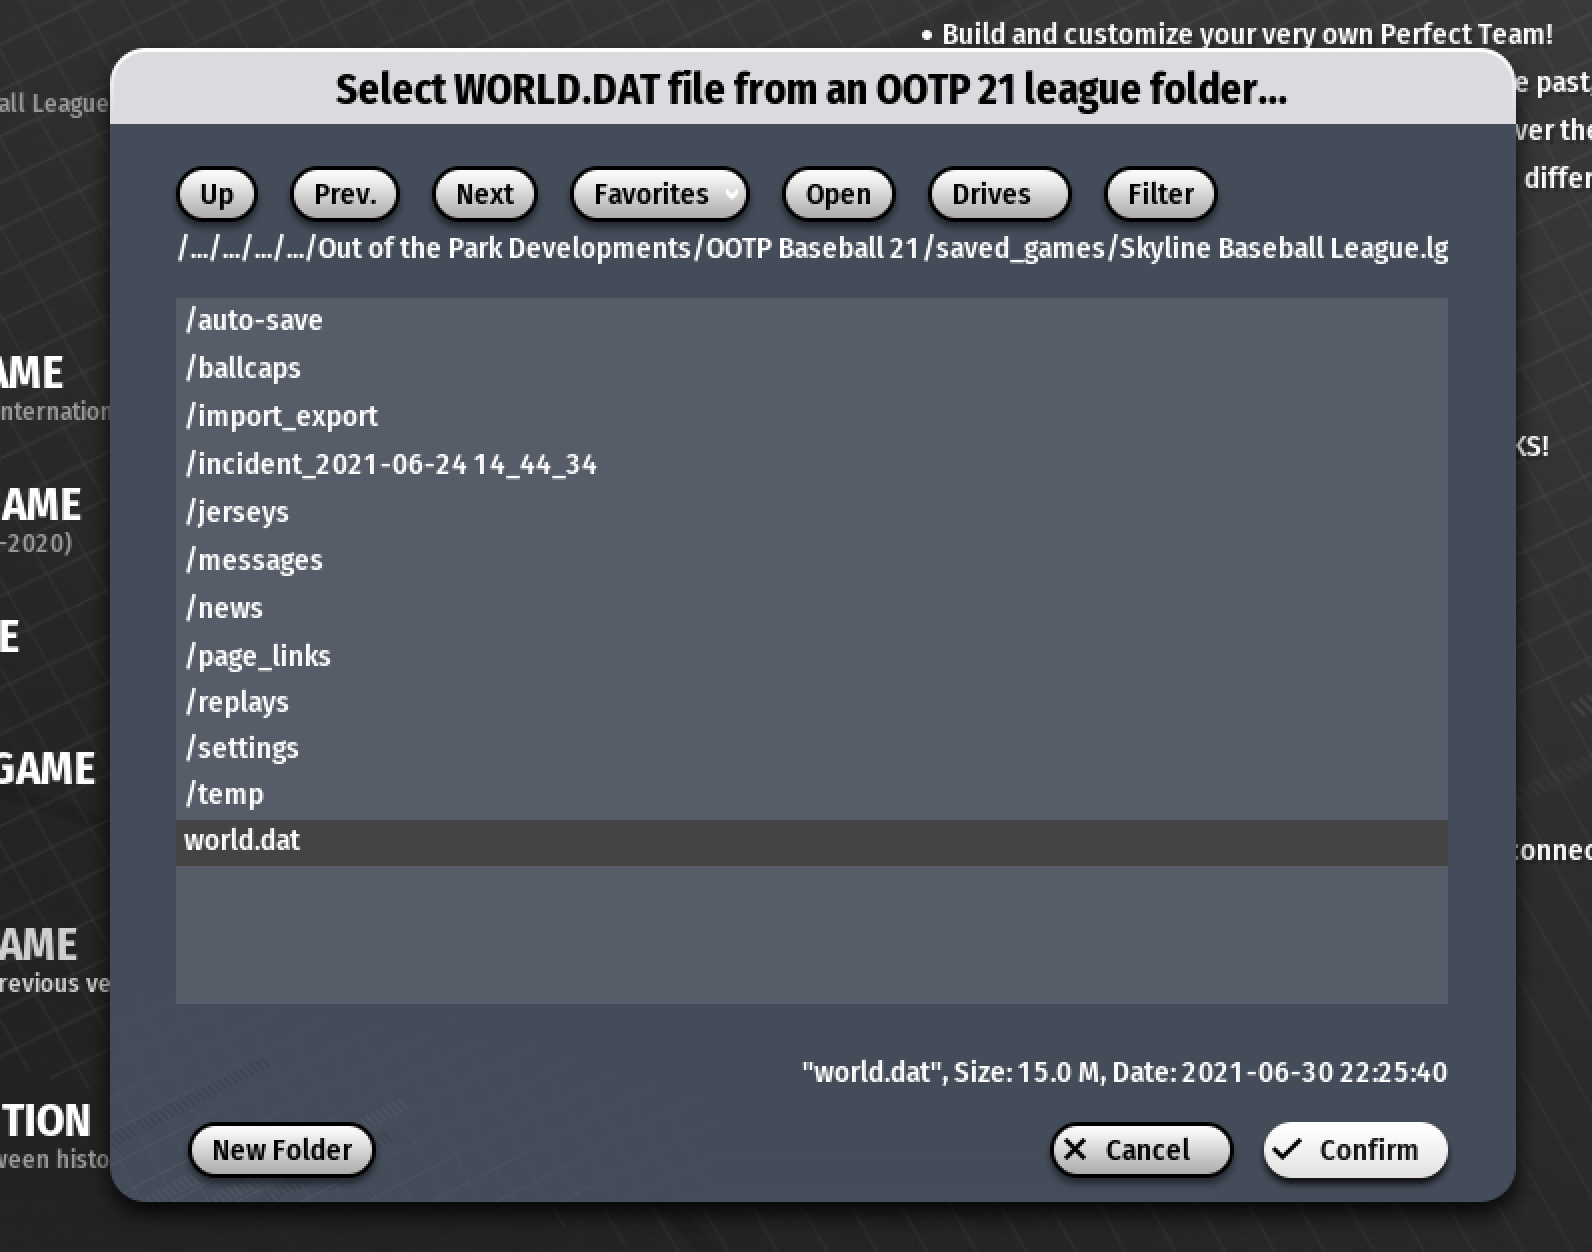 • Build and customize your very own Perfect Team!
Select WORLD.DAT file from an OOTP 21 league folder...
e past,
all League
ver the
Up Prev. Next Favorites Open Drives Filter
differ
/.../.../.../.../Out of the Park Developments/OOTP Baseball 21/saved_games/Skyline Baseball League.lg
/auto-save
/ballcaps
AME
/import_export
nternation
KS!
/incident_2021-06-24 14_44_34
/jerseys
AME
-2020)
/messages
/news
E
/page_links
/replays
/settings
GAME
/temp
world.dat
connec
AME
revious ve
"world.dat", Size: 15.0 M, Date: 2021-06-30 22:25:40
TION
New Folder Cancel Confirm
ween histo